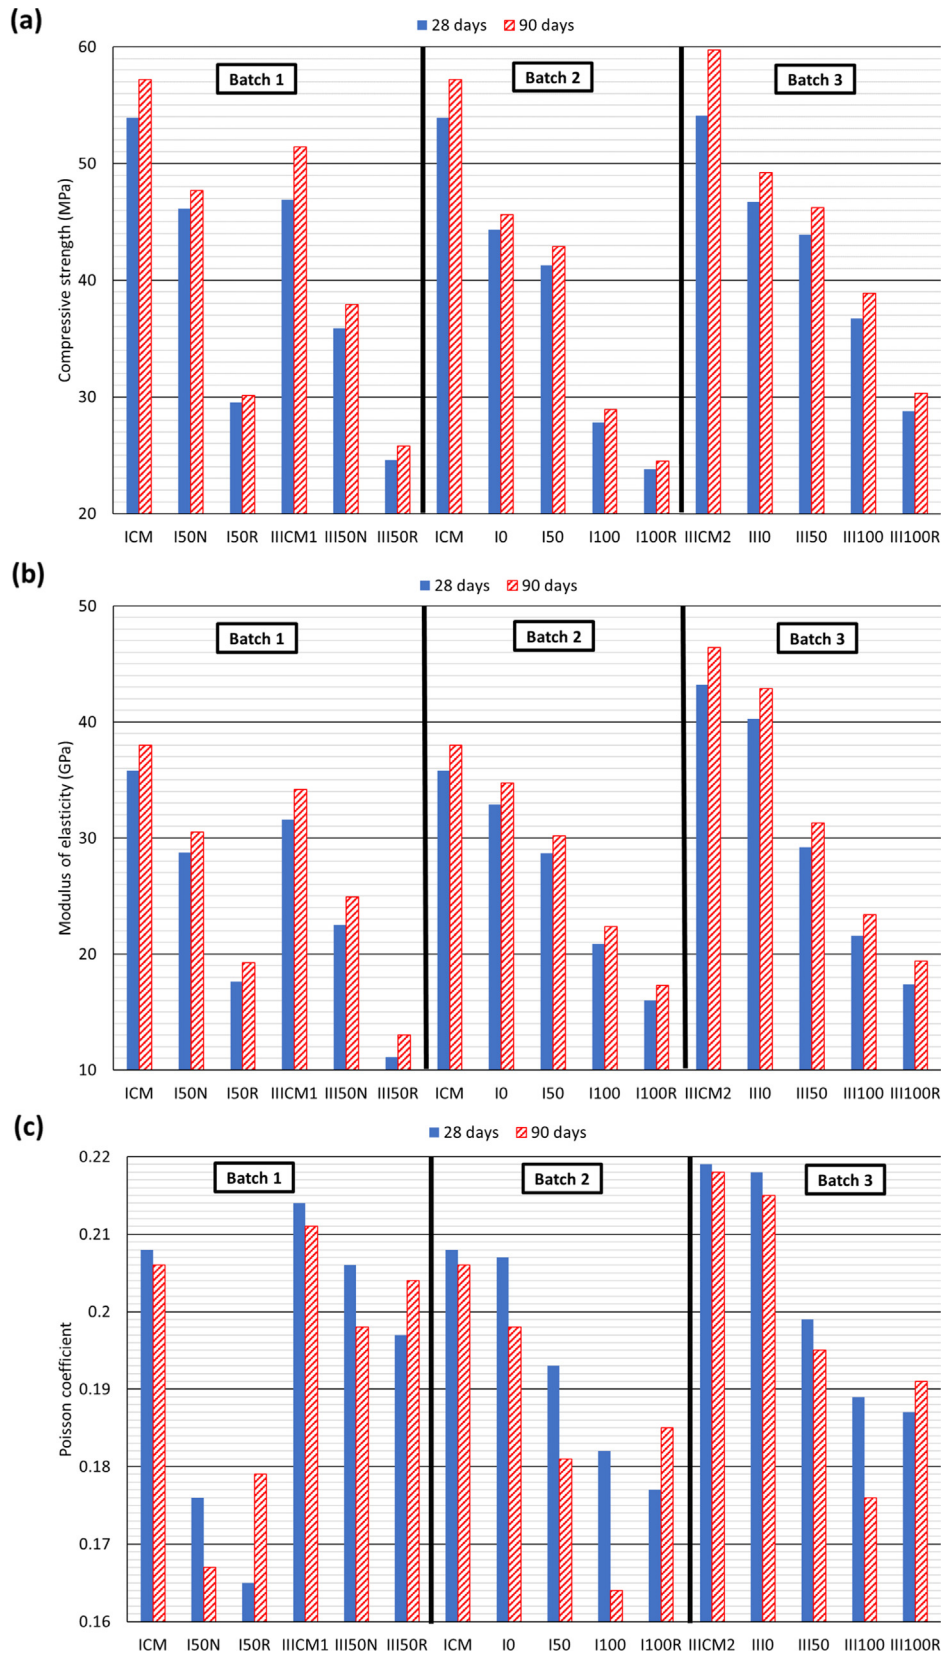 (a)
28 days 90 days
60
Batch 1 Batch 2 Batch 3
50
40
30
20
Compressive strength (MPa)
ICM I50N I50R IIICM1 III50N III50R ICM I0 I50 I100 I100R IIICM2 III0 III50 III100 III100R
(b)
28 days 90 days
50
Batch 1 Batch 2 Batch 3
40
30
20
10
Modulus of elasticity (GPa)
ICM I50N I50R IIICM1 III50N III50R ICM I0 I50 I100 I100R IIICM2 III0 III50 III100 III100R
(c)
28 days 90 days
0.22
Batch 1 Batch 2 Batch 3
0.21
0.2
0.19
0.18
0.17
0.16
Poisson coefficient
ICM I50N I50R IIICM1 III50N III50R ICM I0 I50 I100 I100R IIICM2 III0 III50 III100 III100R